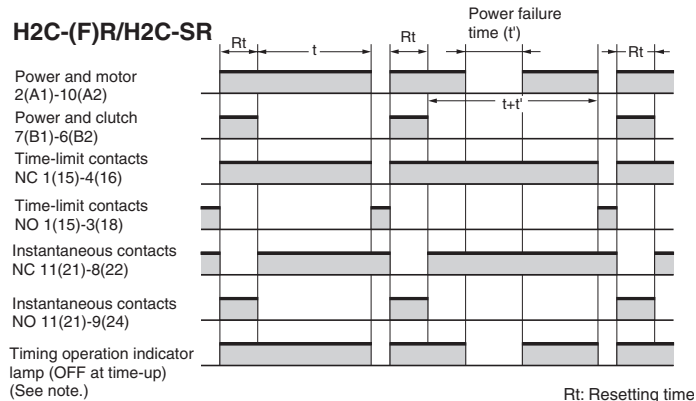 H2C-(F)R/H2C-SR
Power failure
time (t')
Rt
t
Rt
Rt
Power and motor
2(A1)-10(A2)
t+t'
Power and clutch
7(B1)-6(B2)
Time-limit contacts
NC 1(15)-4(16)
Time-limit contacts
NO 1(15)-3(18)
Instantaneous contacts
NC 11(21)-8(22)
Instantaneous contacts
NO 11(21)-9(24)
Timing operation indicator
lamp (OFF at time-up)
(See note.)
Rt: Resetting time